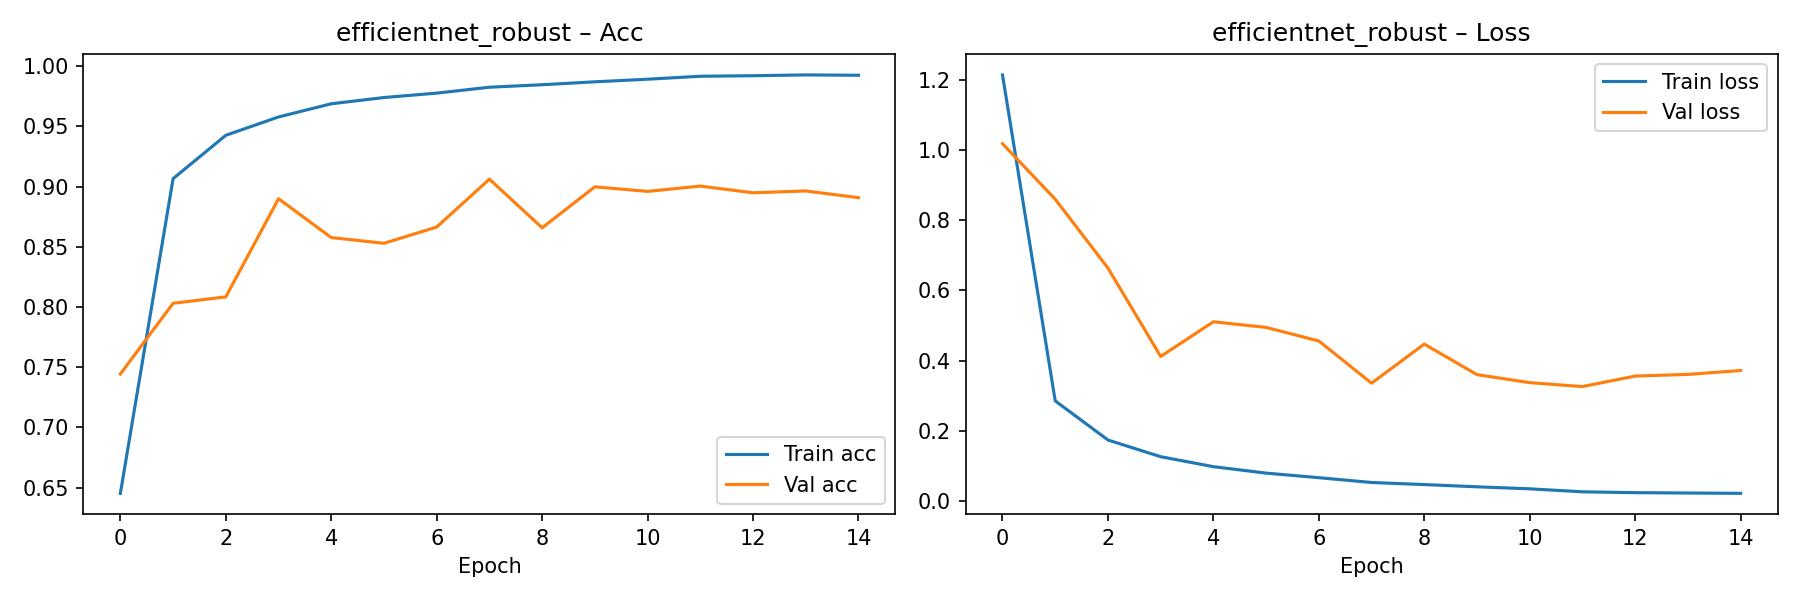 efficientnet_robust – Acc
1.00
0.95
0.90
0.85
0.80
0.75
0.70
0.65
Train acc
Val acc
0 2 4 6 8 10 12 14
Epoch
efficientnet_robust – Loss
1.2
1.0
0.8
0.6
0.4
0.2
0.0
Train loss
Val loss
0 2 4 6 8 10 12 14
Epoch